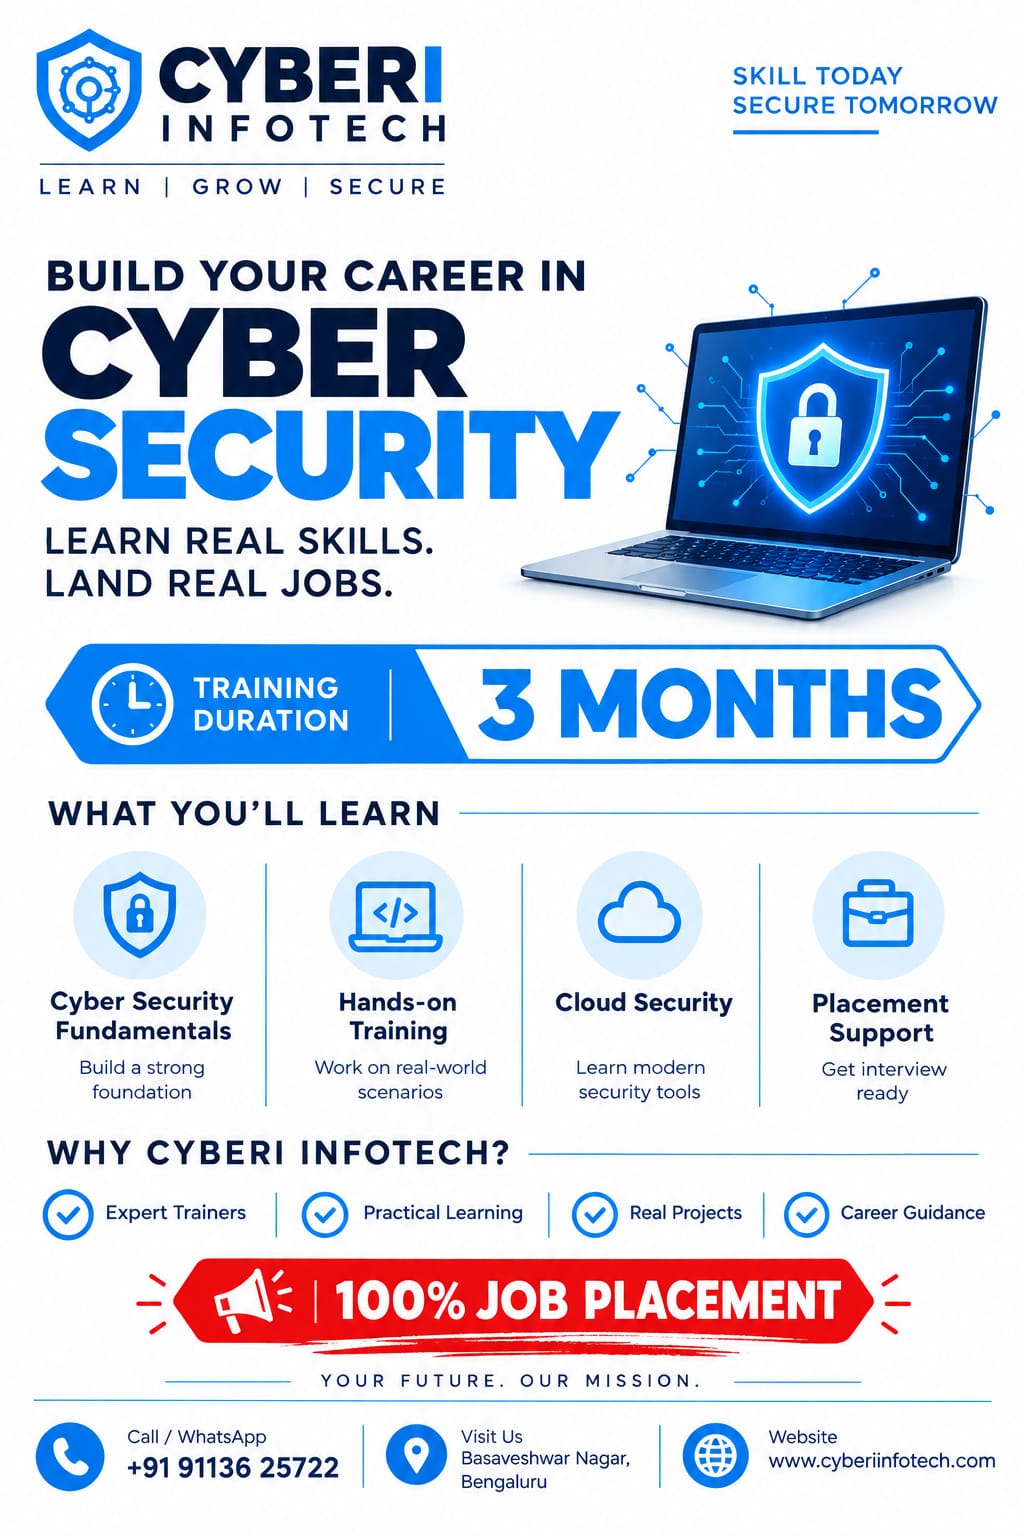 CYBERI
INFOTECH
LEARN | GROW | SECURE
SKILL TODAY
SECURE TOMORROW
BUILD YOUR CAREER IN
CYBER
SECURITY
LEARN REAL SKILLS.
LAND REAL JOBS.
TRAINING
DURATION
3 MONTHS
WHAT YOU'LL LEARN
Cyber Security
Fundamentals
Build a strong
foundation
</>
Hands-on
Training
Work on real-world
scenarios
Cloud Security
Learn modern
security tools
Placement
Support
Get interview
ready
WHY CYBERI INFOTECH?
Expert Trainers
Practical Learning
Real Projects
Career Guidance
100% JOB PLACEMENT
YOUR FUTURE. OUR MISSION.
Call / WhatsApp
+91 91136 25722
Visit Us
Basaveshwar Nagar,
Bengaluru
Website
www.cyberiinfotech.com